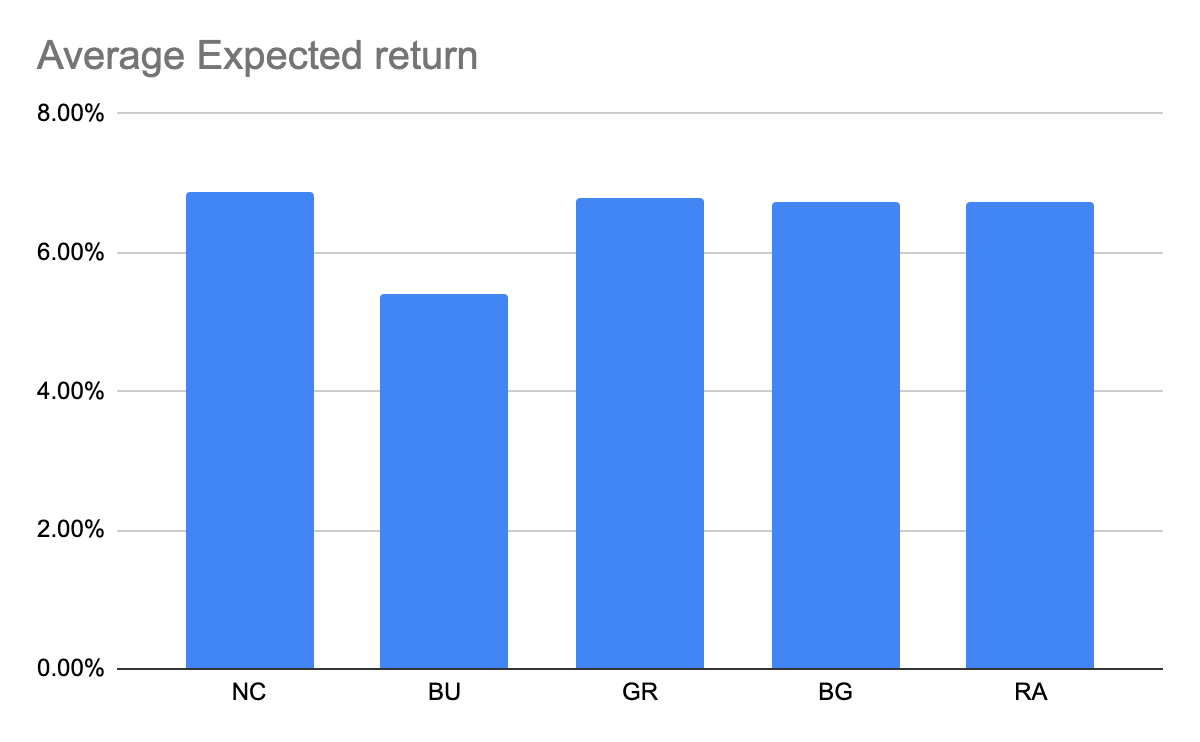 Average Expected return
8.00%
6.00%
4.00%
2.00%
0.00%
NC BU GR BG RA